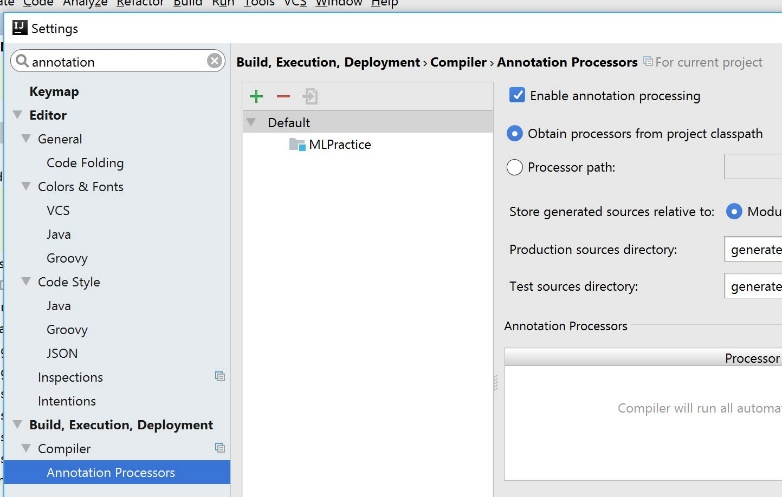 Code Analyze Refactor Build Run Tools VCS Window Help
IJ Settings
annotation
Keymap
Editor
General
Code Folding
Colors & Fonts
VCS
Java
Groovy
Code Style
Java
Groovy
JSON
Inspections
Intentions
Build, Execution, Deployment
Compiler
Annotation Processors
Build, Execution, Deployment › Compiler › Annotation Processors For current project
Default
MLPractice
Enable annotation processing
Obtain processors from project classpath
Processor path:
Store generated sources relative to: Modu
Production sources directory: generate
Test sources directory: generate
Annotation Processors
Processor
Compiler will run all automa